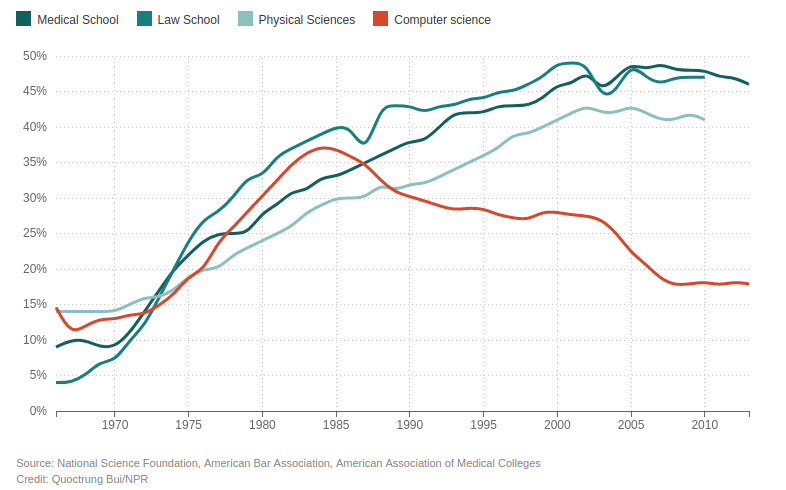 Medical School Law School Physical Sciences Computer science
50%
45%
40%
35%
30%
25%
20%
15%
10%
5%
0%
1970 1975 1980 1985 1990 1995 2000 2005 2010
Source: National Science Foundation, American Bar Association, American Association of Medical Colleges
Credit: Quoctrung Bui/NPR